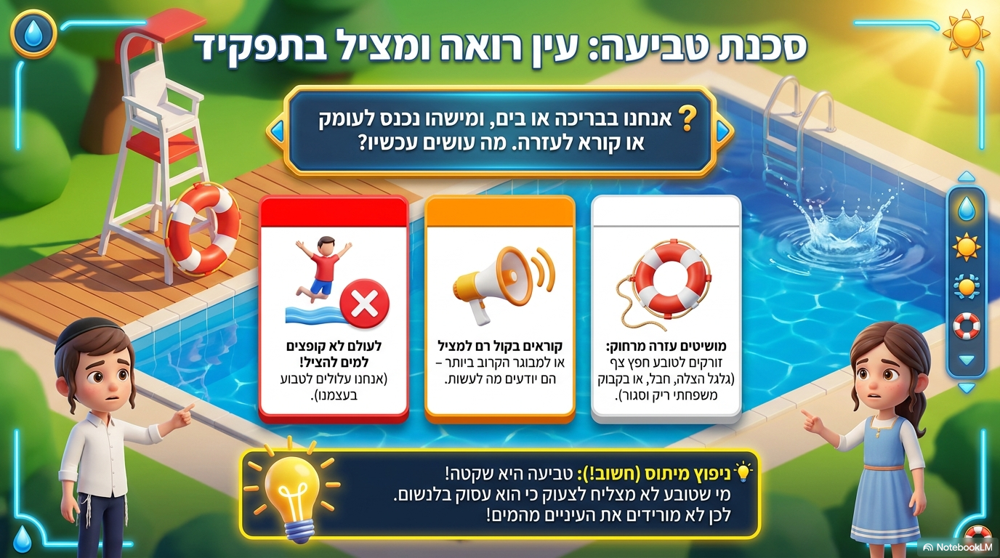 סכנת טביעה: עין רואה ומציל בתפקיד
? אנחנו בבריכה או בים, ומישהו נכנס לעומק
או קורא לעזרה. מה עושים עכשיו?
מושיטים עזרה מרחוק:
זורקים לטובע חפץ צף
(גלגל הצלה, חבל, או בקבוק
משפחתי ריק וסגור).
קוראים בקול רם למציל
או למבוגר הקרוב ביותר –
הם יודעים מה לעשות.
לעולם לא קופצים
למים להציל!
(אנחנו עלולים לטבוע
בעצמנו).
ניפוץ מיתוס (חשוב!): טביעה היא שקטה!
מי שטובע לא מצליח לצעוק כי הוא עסוק בלנשום.
לכן לא מורידים את העיניים מהמים!
NotebookLM